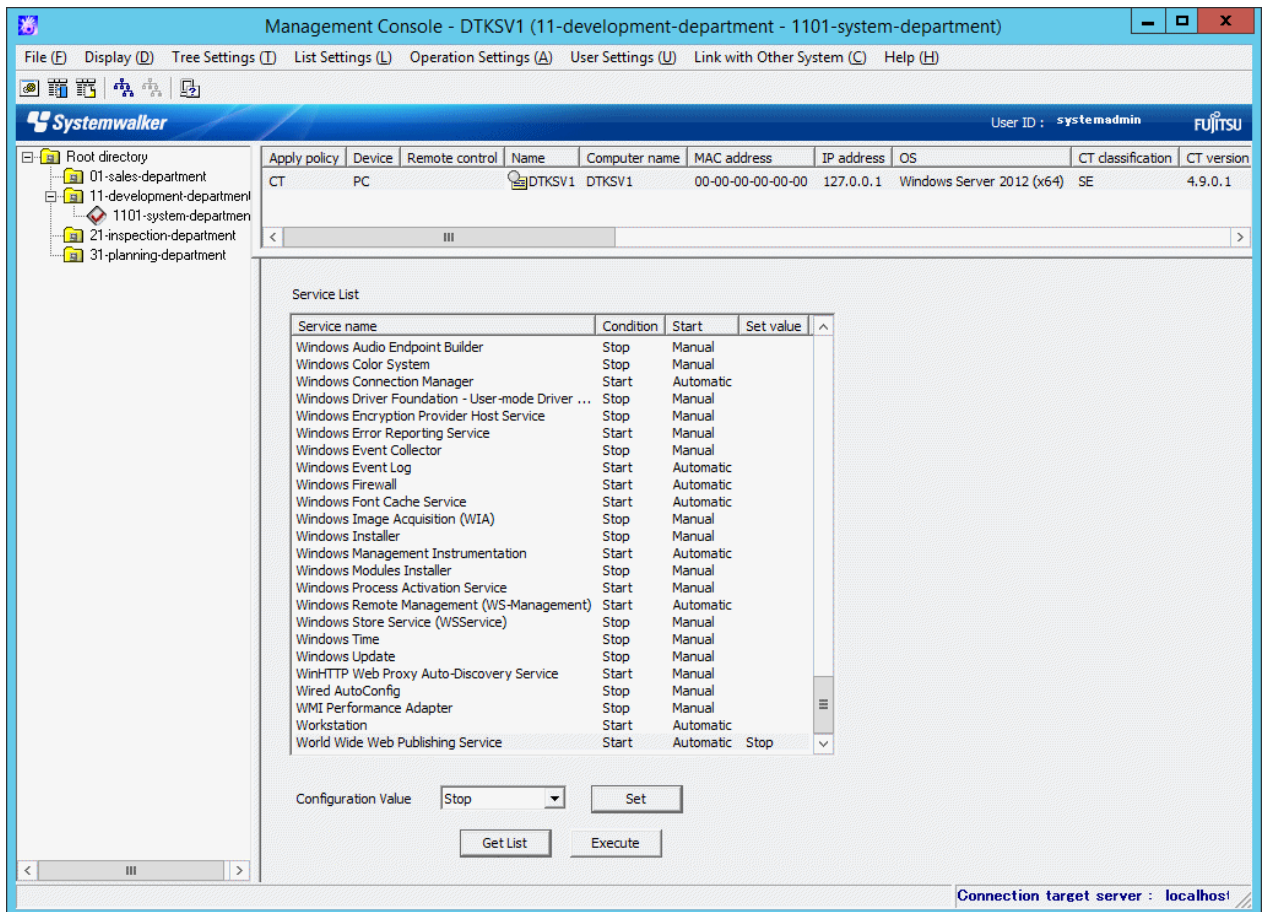 Management Console - DTKSV1 (11-development-department - 1101-system-department)
File (F) Display (D) Tree Settings (T) List Settings (L) Operation Settings (A) User Settings (U) Link with Other System (C) Help (H)
Systemwalker User ID : systemadmin FUJITSU
Root directory
01-sales-department
11-development-department
1101-system-departmen
21-inspection-department
31-planning-department
Apply policy Device Remote control Name Computer name MAC address IP address OS CT classification CT version
CT PC DTKSV1 DTKSV1 00-00-00-00-00-00 127.0.0.1 Windows Server 2012 (x64) SE 4.9.0.1
Service List
Service name Condition Start Set value
Windows Audio Endpoint Builder Stop Manual
Windows Color System Stop Manual
Windows Connection Manager Start Automatic
Windows Driver Foundation - User-mode Driver ... Stop Manual
Windows Encryption Provider Host Service Stop Manual
Windows Error Reporting Service Start Manual
Windows Event Collector Stop Manual
Windows Event Log Start Automatic
Windows Firewall Start Automatic
Windows Font Cache Service Start Automatic
Windows Image Acquisition (WIA) Stop Manual
Windows Installer Stop Manual
Windows Management Instrumentation Start Automatic
Windows Modules Installer Stop Manual
Windows Process Activation Service Start Manual
Windows Remote Management (WS-Management) Start Automatic
Windows Store Service (WSService) Stop Manual
Windows Time Stop Manual
Windows Update Stop Manual
WinHTTP Web Proxy Auto-Discovery Service Start Manual
Wired AutoConfig Stop Manual
WMI Performance Adapter Stop Manual
Workstation Start Automatic
World Wide Web Publishing Service Start Automatic Stop
Configuration Value Stop Set
Get List Execute
Connection target server : localhost